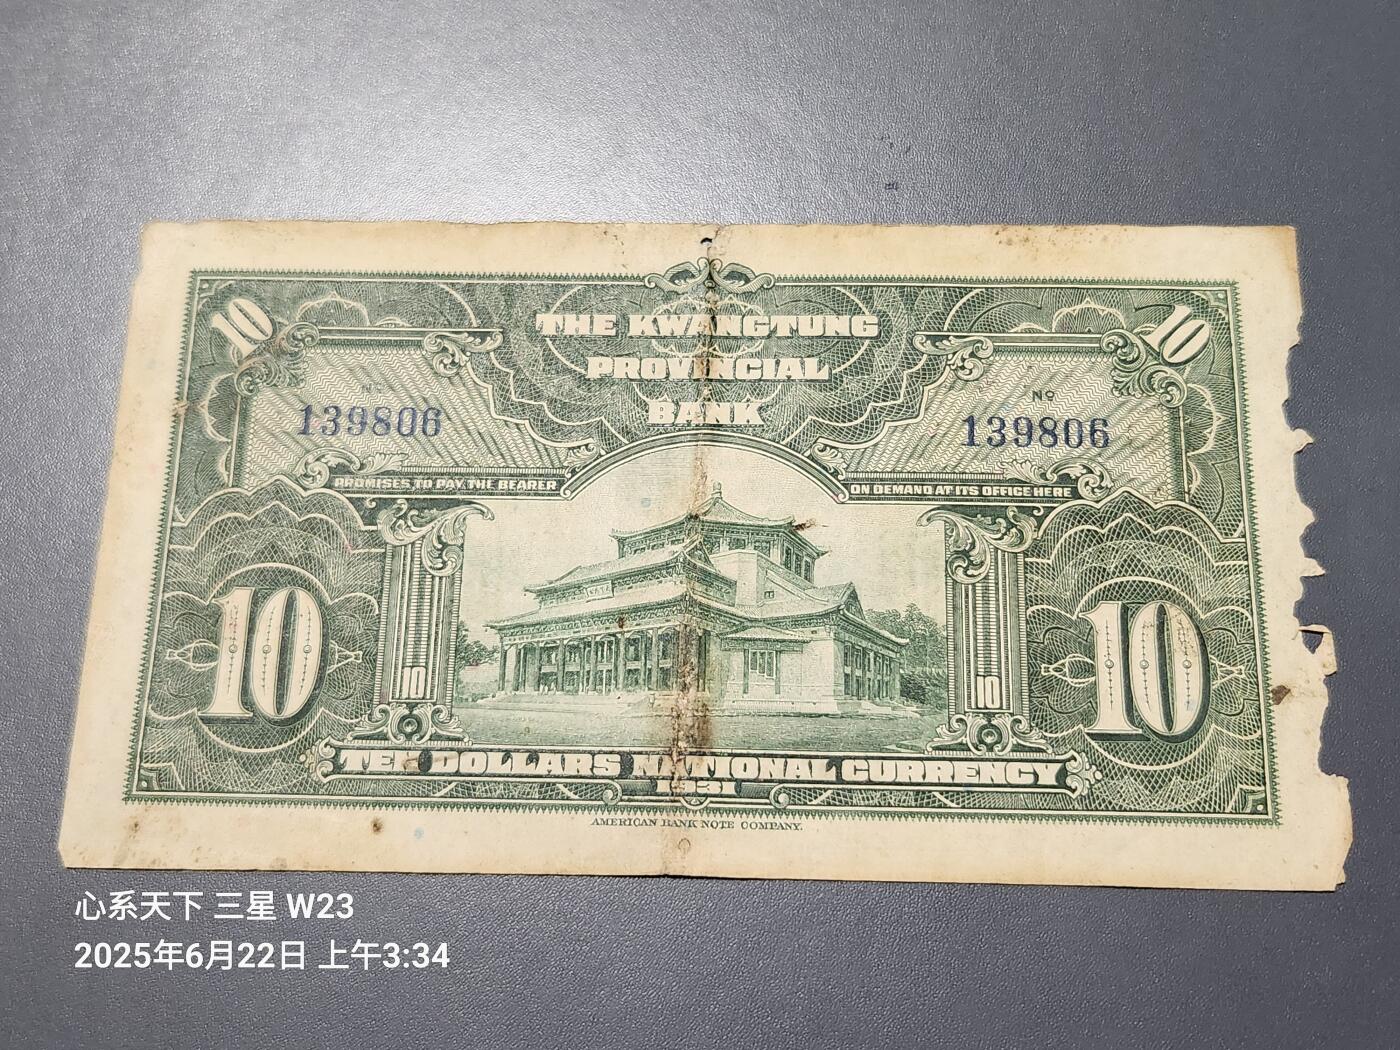 10
10
THE KWANGTUNG
PROVINCIAL
BANK
No
139806
No
139806
PROMISES TO PAY THE BEARER
ON DEMAND AT ITS OFFICE HERE
10
10
10
10
TEN DOLLARS NATIONAL CURRENCY
1931
AMERICAN BANK NOTE COMPANY.
心系天下 三星 W23
2025年6月22日 上午3:34